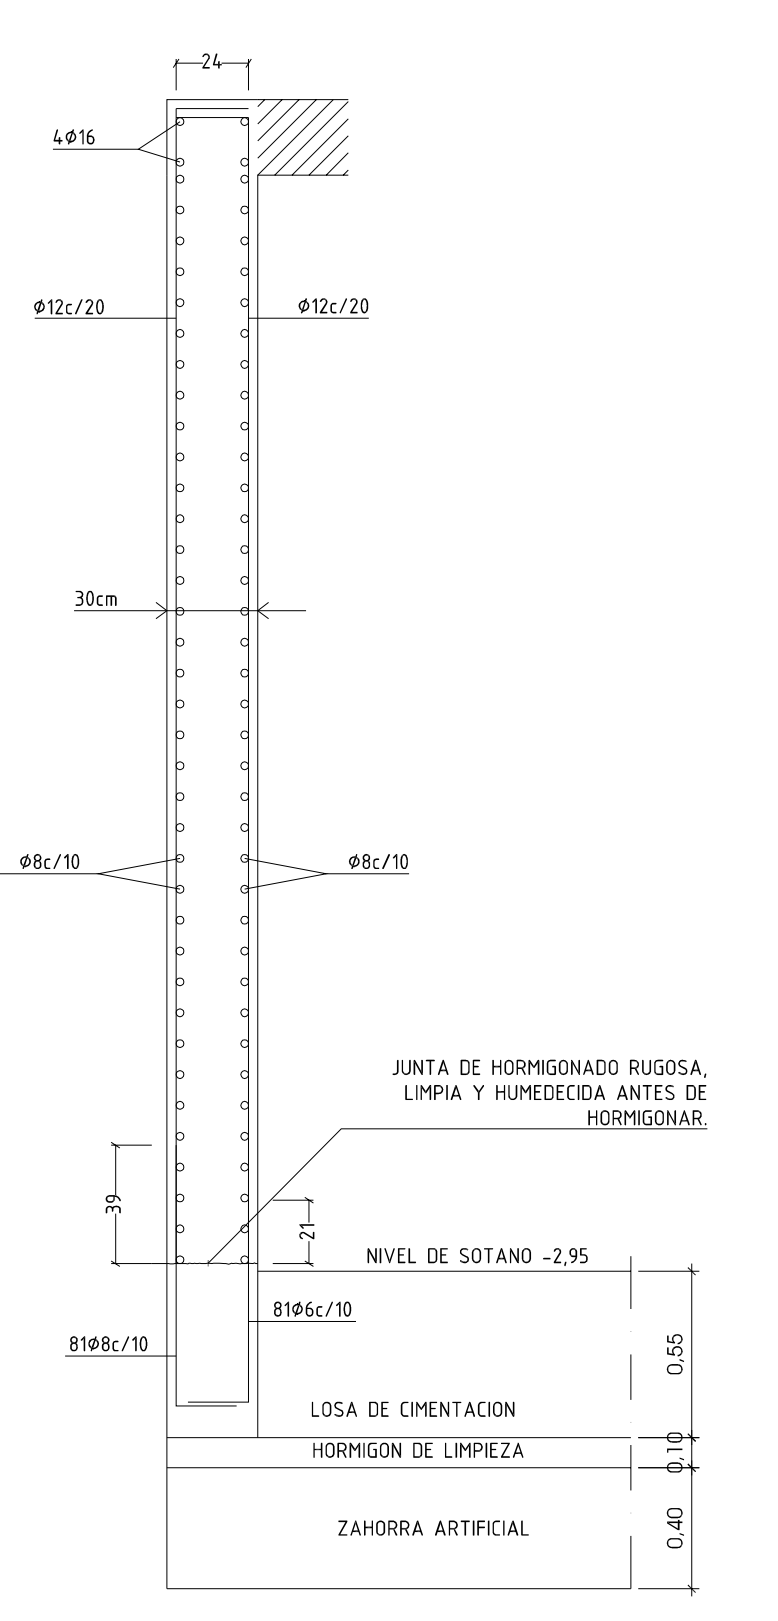 24
4Ø16
Ø12c/20
Ø12c/20
30cm
Ø8c/10
Ø8c/10
JUNTA DE HORMIGONADO RUGOSA,
LIMPIA Y HUMEDECIDA ANTES DE
HORMIGONAR.
39
21
NIVEL DE SOTANO -2,95
81Ø6c/10
81Ø8c/10
0,55
LOSA DE CIMENTACION
HORMIGON DE LIMPIEZA
0,10
ZAHORRA ARTIFICIAL
0,40